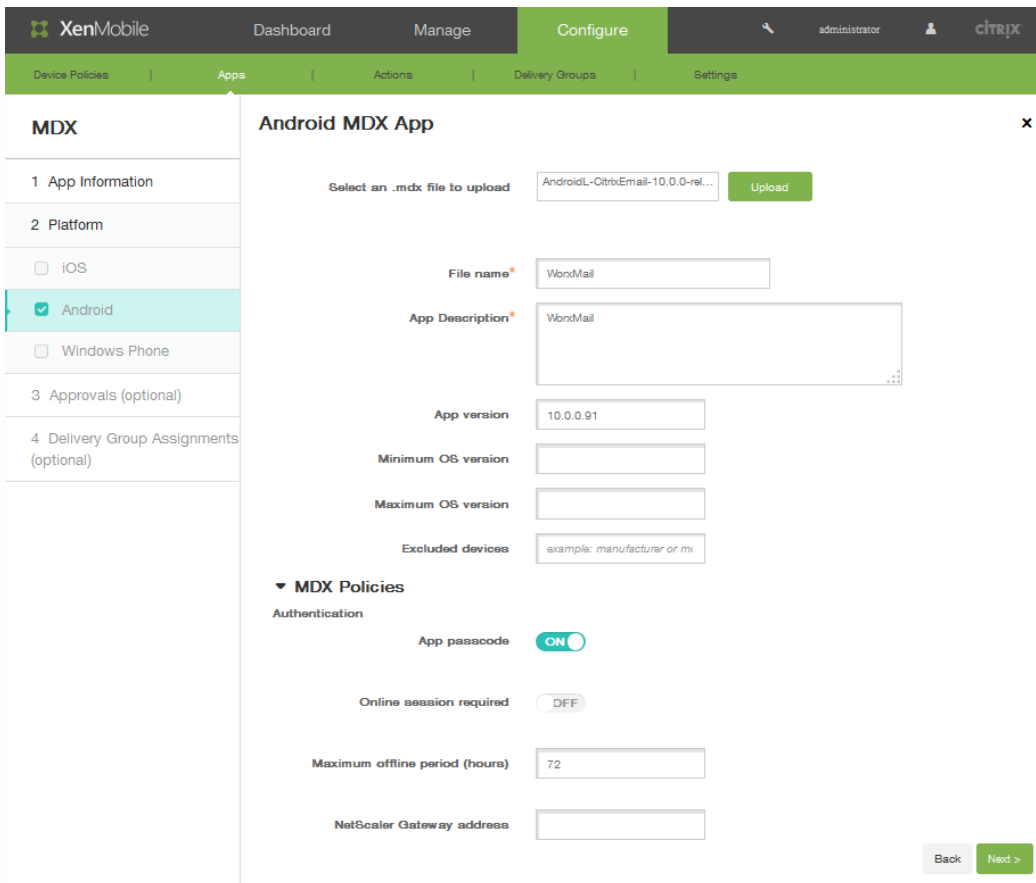 XenMobile Dashboard Manage Configure administrator CİTRIX
Device Policies | Apps | Actions | Delivery Groups | Settings
MDX
1 App Information
2 Platform
iOS
Android
Windows Phone
3 Approvals (optional)
4 Delivery Group Assignments
(optional)
Android MDX App
x
Select an .mdx file to upload AndroidL-CitrixEmail-10.0.0-rel... Upload
File name* WorxMail
App Description* WorxMail
App version 10.0.0.91
Minimum OS version
Maximum OS version
Excluded devices example: manufacturer or mo
MDX Policies
Authentication
App passcode ON
Online session required OFF
Maximum offline period (hours) 72
NetScaler Gateway address
Back Next >